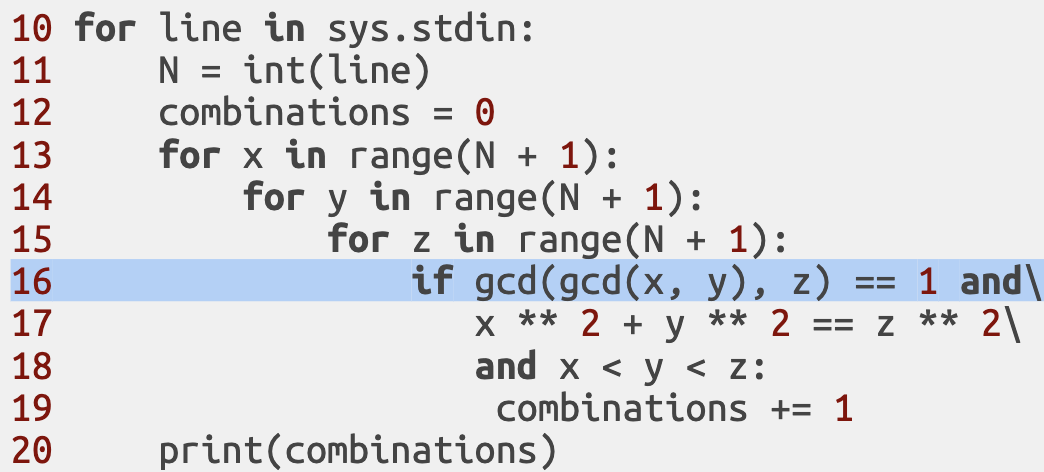 10 for line in sys.stdin:
11     N = int(line)
12     combinations = 0
13     for x in range(N + 1):
14         for y in range(N + 1):
15             for z in range(N + 1):
16                 if gcd(gcd(x, y), z) == 1 and\
17                    x ** 2 + y ** 2 == z ** 2\
18                    and x < y < z:
19                     combinations += 1
20     print(combinations)